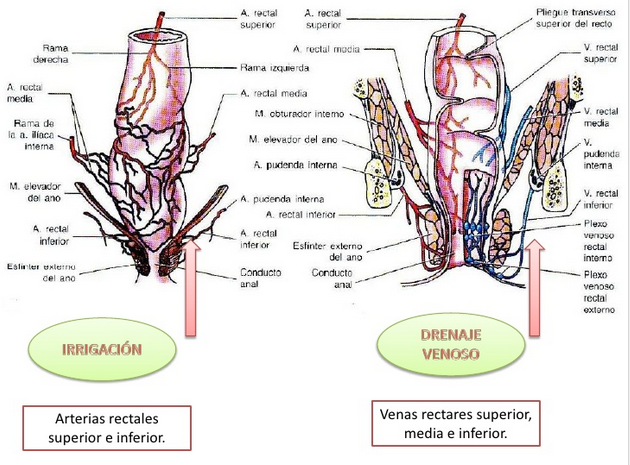 A. rectal
superior
Rama
derecha
Rama izquierda
A. rectal
media
A. rectal media
Rama de
la a. ilíaca
interna
M. elevador
del ano
A. pudenda interna
A. rectal
inferior
A. rectal
inferior
Esfínter externo
del ano
Conducto
anal
A. rectal
superior
Pliegue transverso
superior del recto
A. rectal media
V. rectal
superior
M. obturador interno
V. rectal
media
M. elevador del ano
V.
pudenda
interna
A. pudenda interna
A. rectal inferior
V. rectal
inferior
Esfínter externo
del ano
Plexo
venoso
rectal
interno
Conducto
anal
Plexo
venoso
rectal
externo
IRRIGACIÓN
DRENAJE
VENOSO
Arterias rectales
superior e inferior.
Venas rectares superior,
media e inferior.